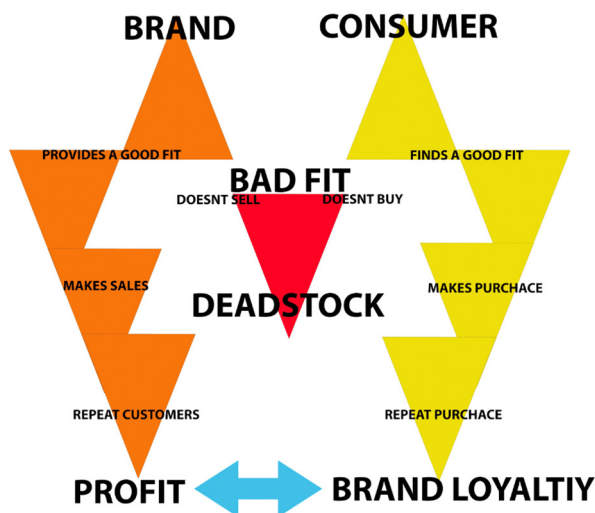 BRAND
CONSUMER
PROVIDES A GOOD FIT
FINDS A GOOD FIT
BAD FIT
DOESNT SELL
DOESNT BUY
MAKES SALES
MAKES PURCHACE
DEADSTOCK
REPEAT CUSTOMERS
REPEAT PURCHACE
PROFIT
BRAND LOYALTIY